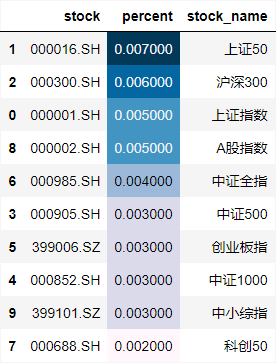 stock percent stock_name
1 000016.SH 0.007000 上证50
2 000300.SH 0.006000 沪深300
0 000001.SH 0.005000 上证指数
8 000002.SH 0.005000 A股指数
6 000985.SH 0.004000 中证全指
3 000905.SH 0.003000 中证500
5 399006.SZ 0.003000 创业板指
4 000852.SH 0.003000 中证1000
9 399101.SZ 0.003000 中小综指
7 000688.SH 0.002000 科创50